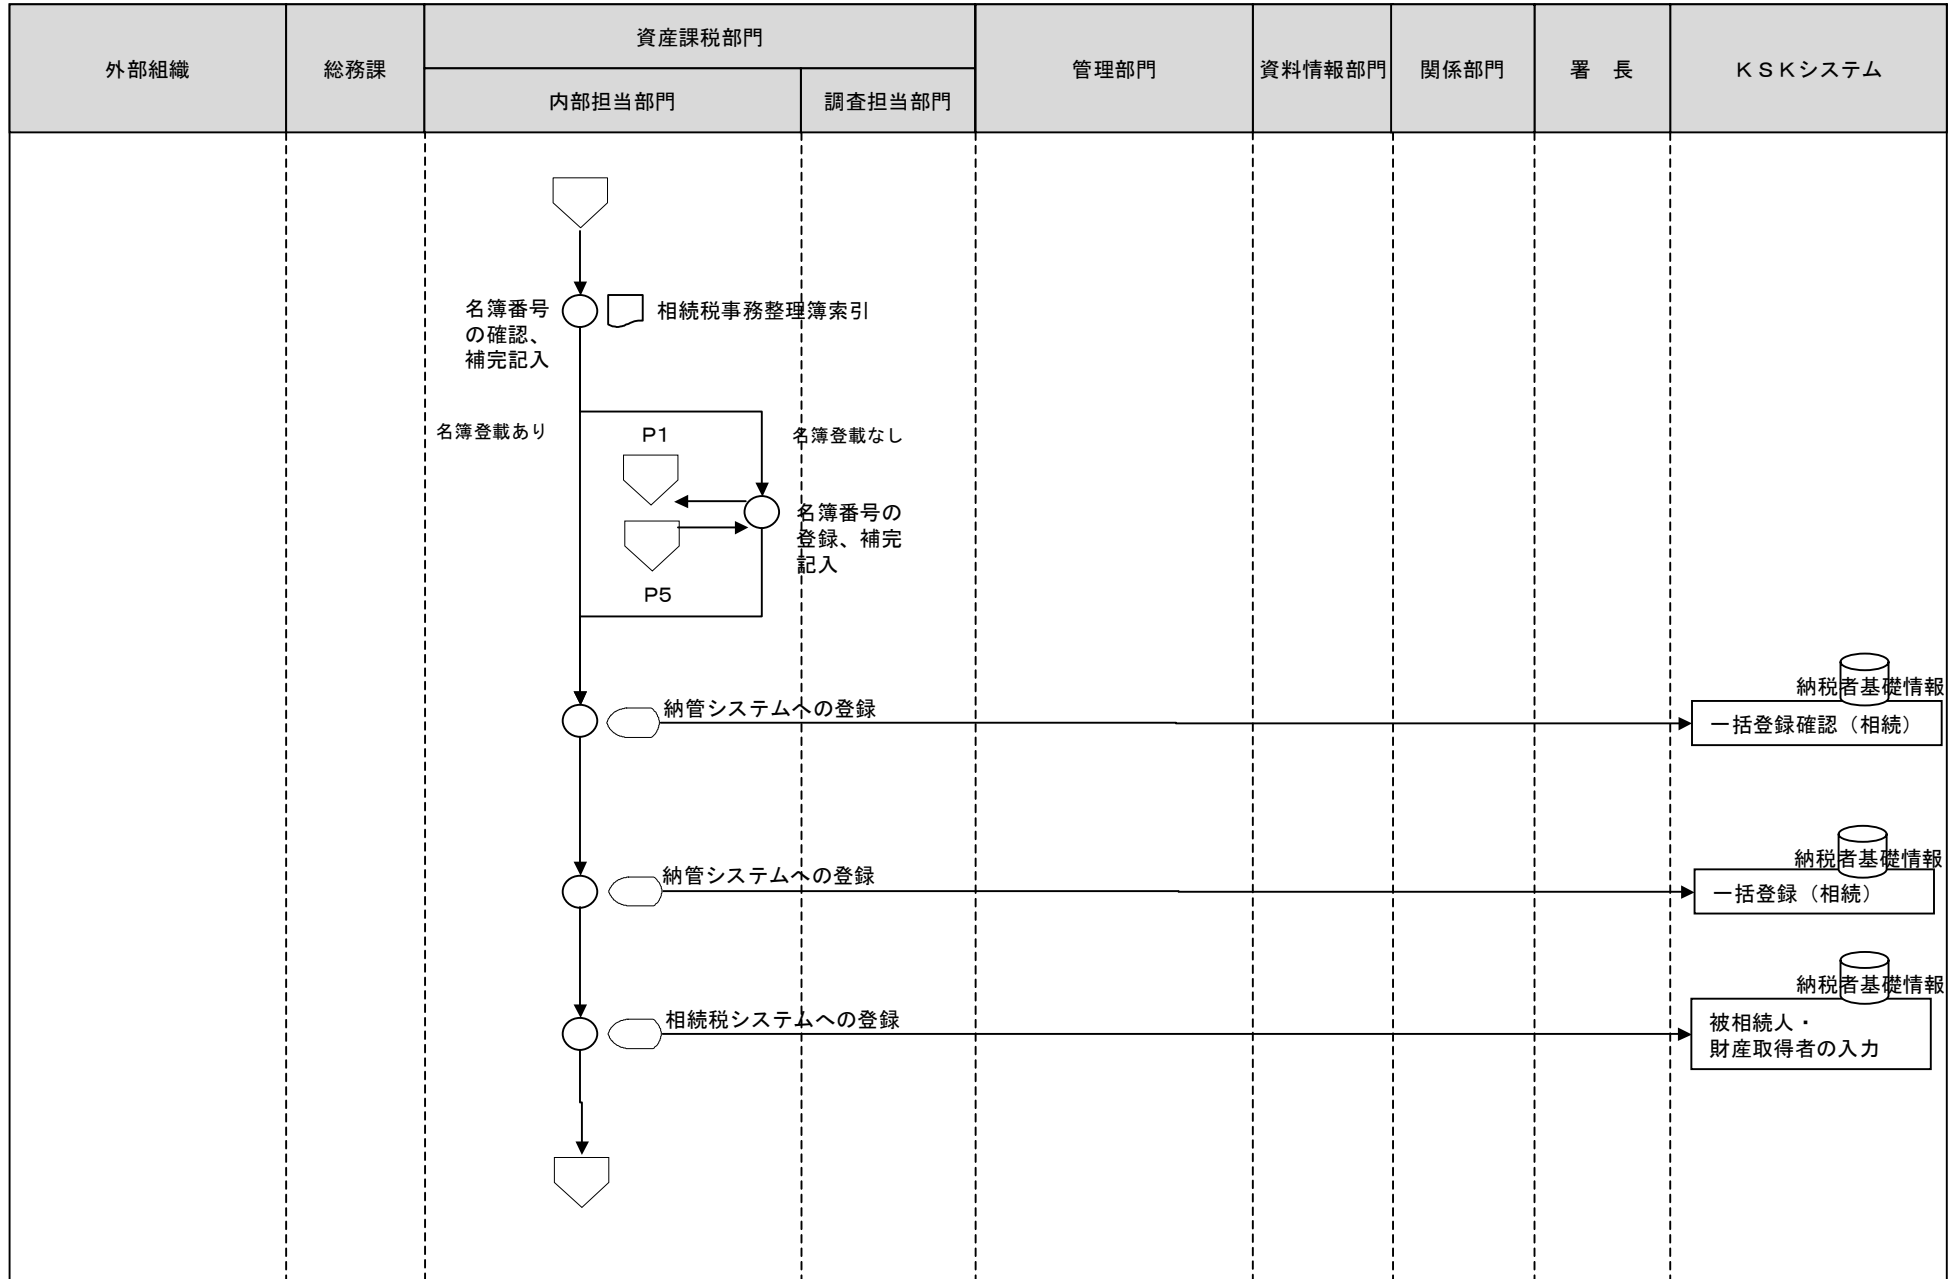 外部組織
総務課
資産課税部門
内部担当部門
調査担当部門
管理部門
資料情報部門
関係部門
署　長
ＫＳＫシステム
名簿番号
の確認、
補完記入
相続税事務整理簿索引
名簿登載あり
P1
名簿登載なし
名簿番号の
登録、補完
記入
P5
納管システムへの登録
納税者基礎情報
一括登録確認（相続）
納管システムへの登録
納税者基礎情報
一括登録（相続）
相続税システムへの登録
納税者基礎情報
被相続人・
財産取得者の入力